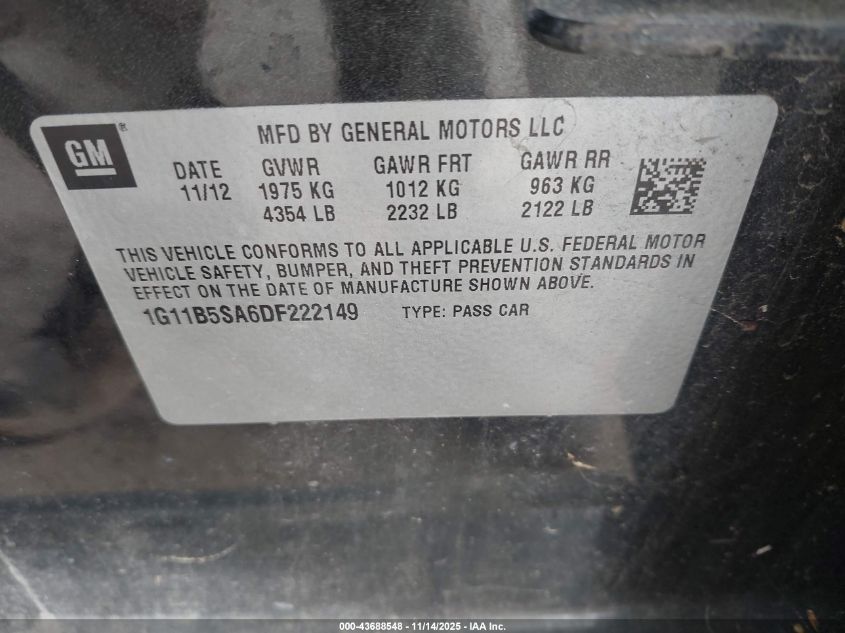 GM®
MFD BY GENERAL MOTORS LLC
DATE GVWR GAWR FRT GAWR RR
11/12 1975 KG 1012 KG 963 KG
4354 LB 2232 LB 2122 LB
THIS VEHICLE CONFORMS TO ALL APPLICABLE U.S. FEDERAL MOTOR
VEHICLE SAFETY, BUMPER, AND THEFT PREVENTION STANDARDS IN
EFFECT ON THE DATE OF MANUFACTURE SHOWN ABOVE.
1G11B5SA6DF222149 TYPE: PASS CAR
000-43688548 - 11/14/2025 - IAA Inc.